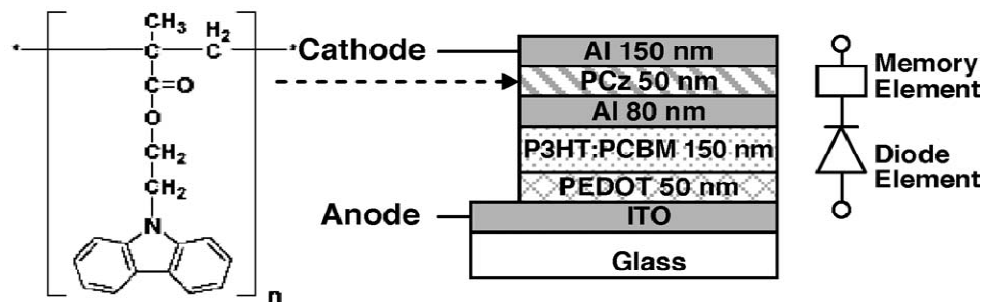 CH₃
H₂
* C C *
C=O
O
CH₂
CH₂
N
n
Cathode
Anode
Al 150 nm
PCz 50 nm
Al 80 nm
P3HT:PCBM 150 nm
PEDOT 50 nm
ITO
Glass
Memory
Element
Diode
Element